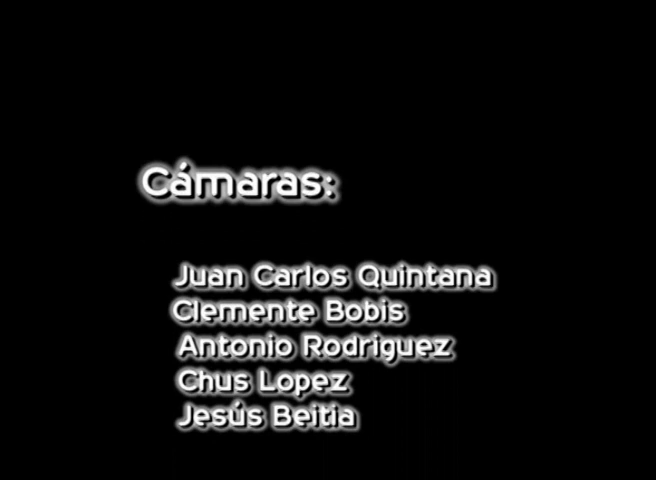 Cámaras:
Juan Carlos Quintana
Clemente Bobis
Antonio Rodriguez
Chus Lopez
Jesús Beitia